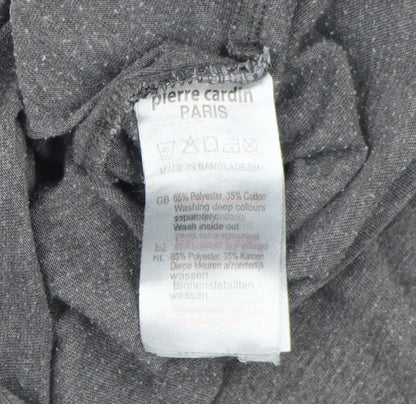 pierre cardin
PARIS
MADE IN BANGLADESH
GB 65% Polyester, 35% Cotton
Washing deep colours
separately
Wash inside out
NL 65% Polyester, 35% Katoen
Diepe kleuren afzonderlijk
wassen
Binnenstebuiten
wassen